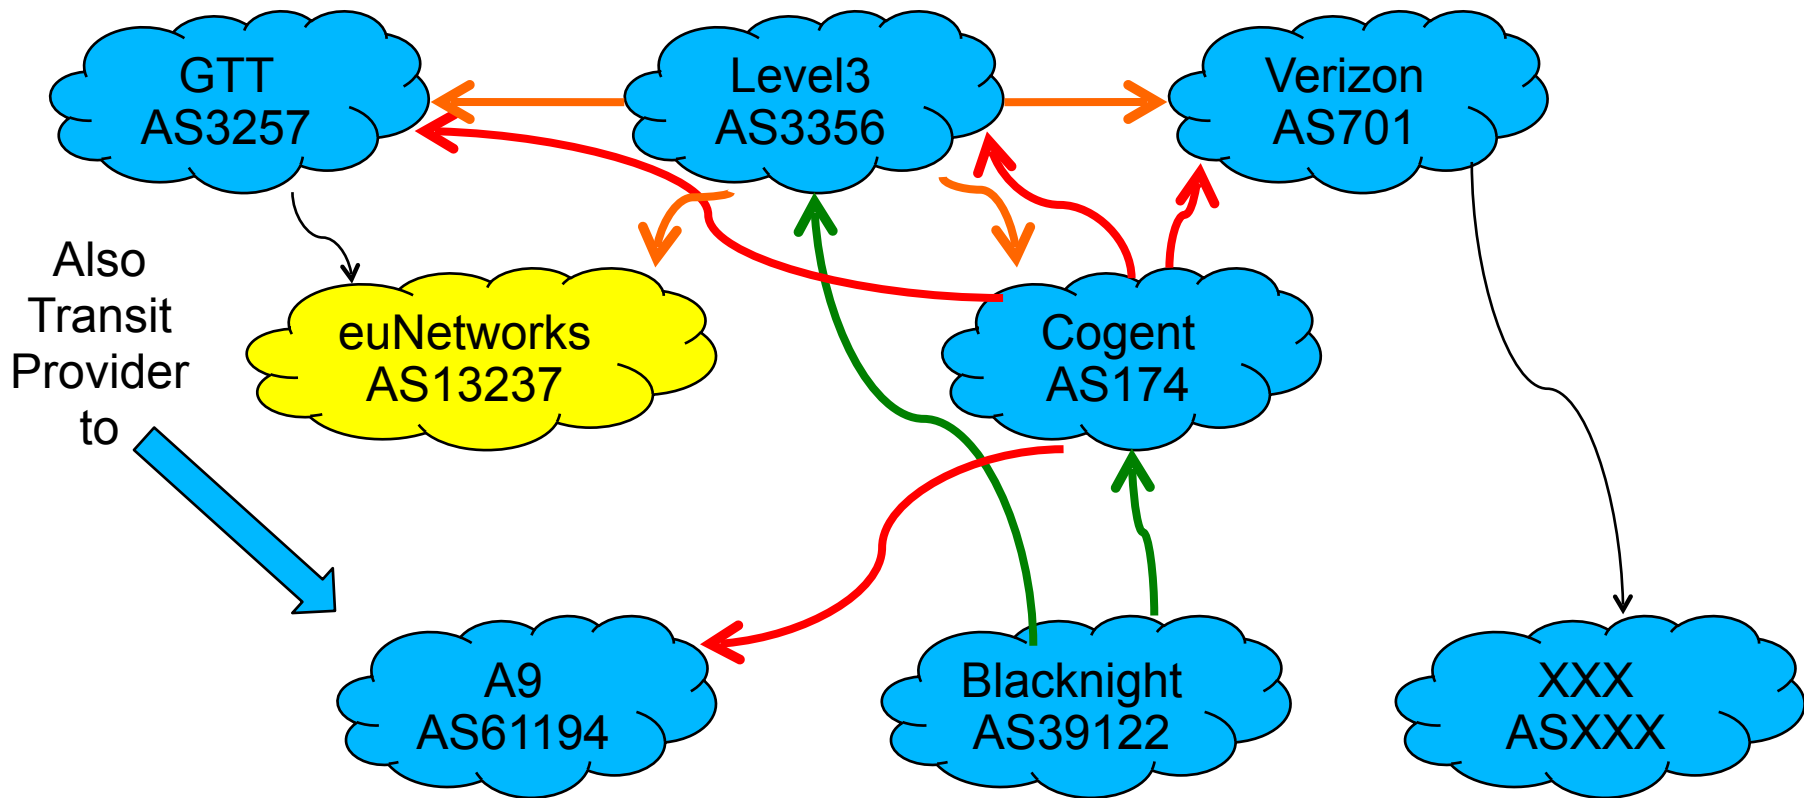 GTT
AS3257
Level3
AS3356
Verizon
AS701
Also
Transit
Provider
to
euNetworks
AS13237
Cogent
AS174
A9
AS61194
Blacknight
AS39122
XXX
ASXXX